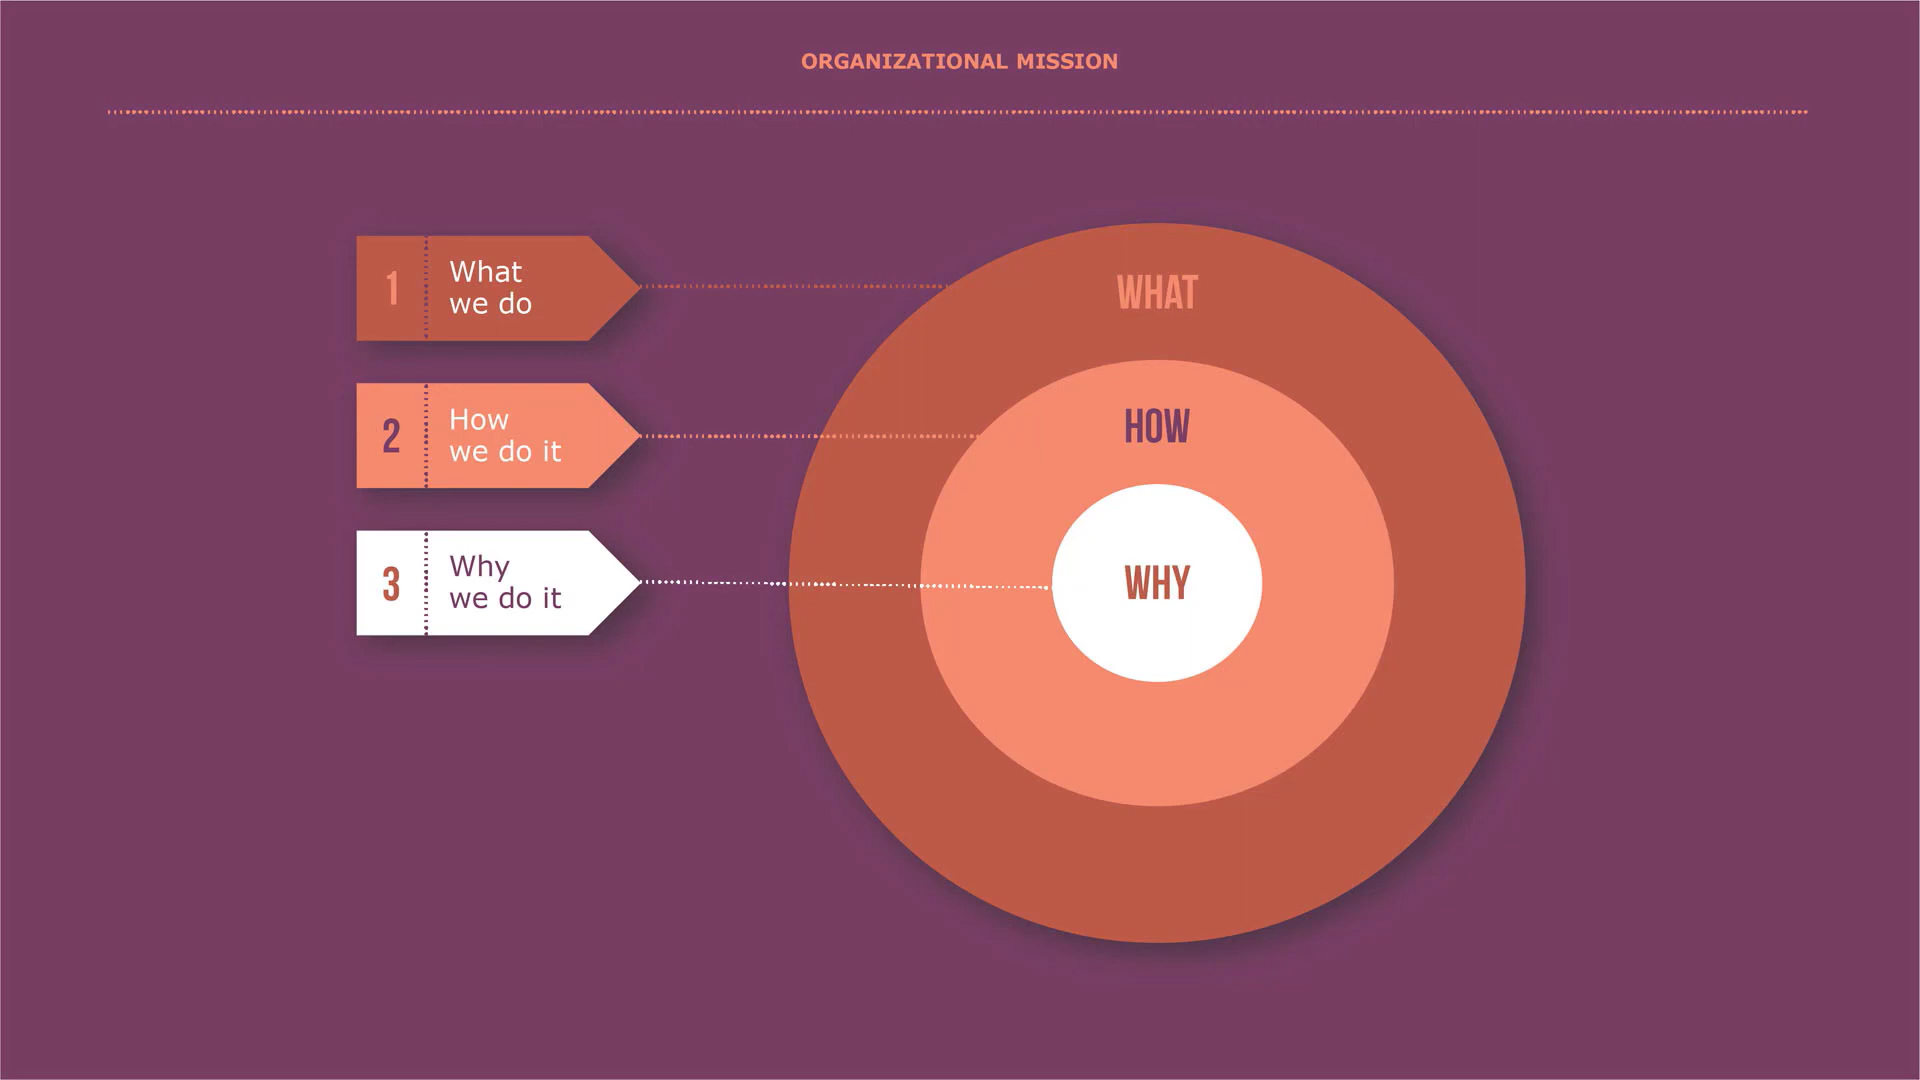 ORGANIZATIONAL MISSION
1
What
we do
2
How
we do it
3
Why
we do it
WHAT
HOW
WHY